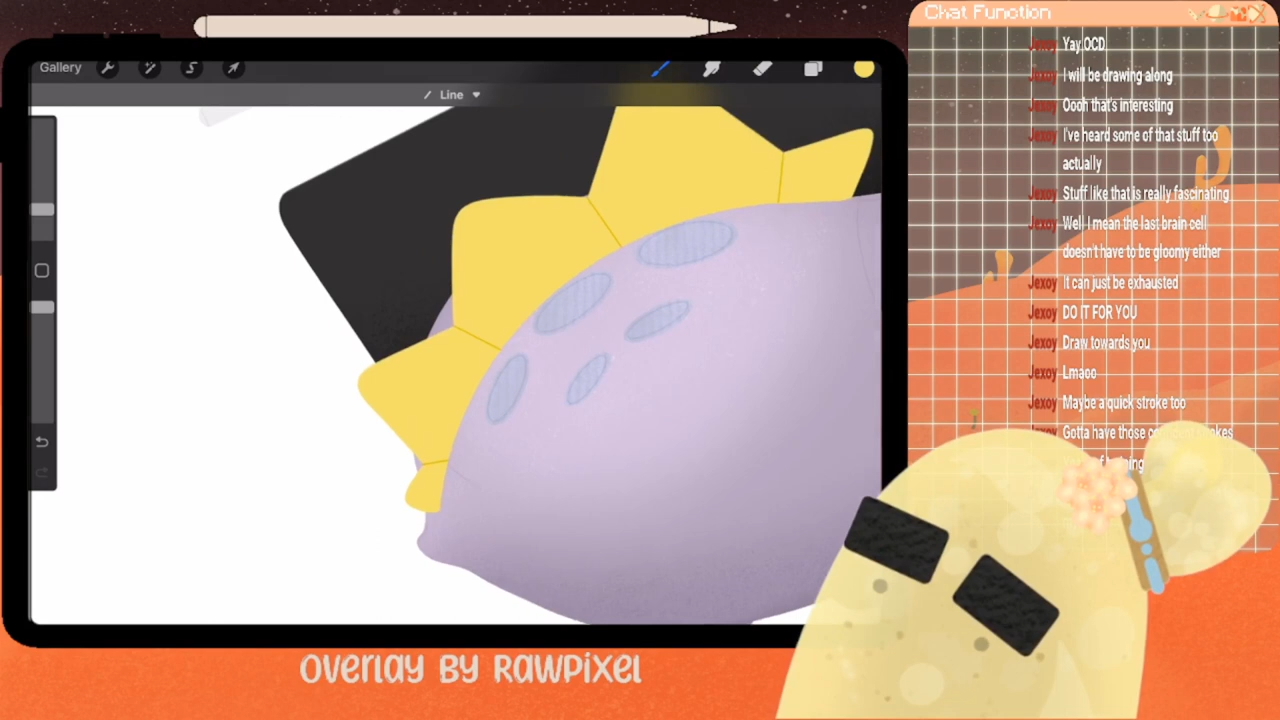 Chat Function
Gallery
Line
Jexoy Yay OCD
Jexoy I will be drawing along
Jexoy Oooh that's interesting
Jexoy I've heard some of that stuff too
actually
Jexoy Stuff like that is really fascinating
Jexoy Well I mean the last brain cell
doesn't have to be gloomy either
Jexoy It can just be exhausted
Jexoy DO IT FOR YOU
Jexoy Draw towards you
Jexoy Lmaoo
Jexoy Maybe a quick stroke too
Jexoy Gotta have those
Overlay by Rawpixel